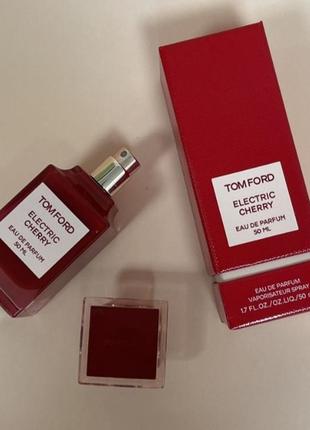 TOM FORD
ELECTRIC
CHERRY
EAU DE PARFUM
50 ML
TOM FORD
ELECTRIC
CHERRY
EAU DE PARFUM
50 ML
EAU DE PARFUM
VAPORISATEUR SPRAY
1.7 FL.OZ./OZ.LIQ./50